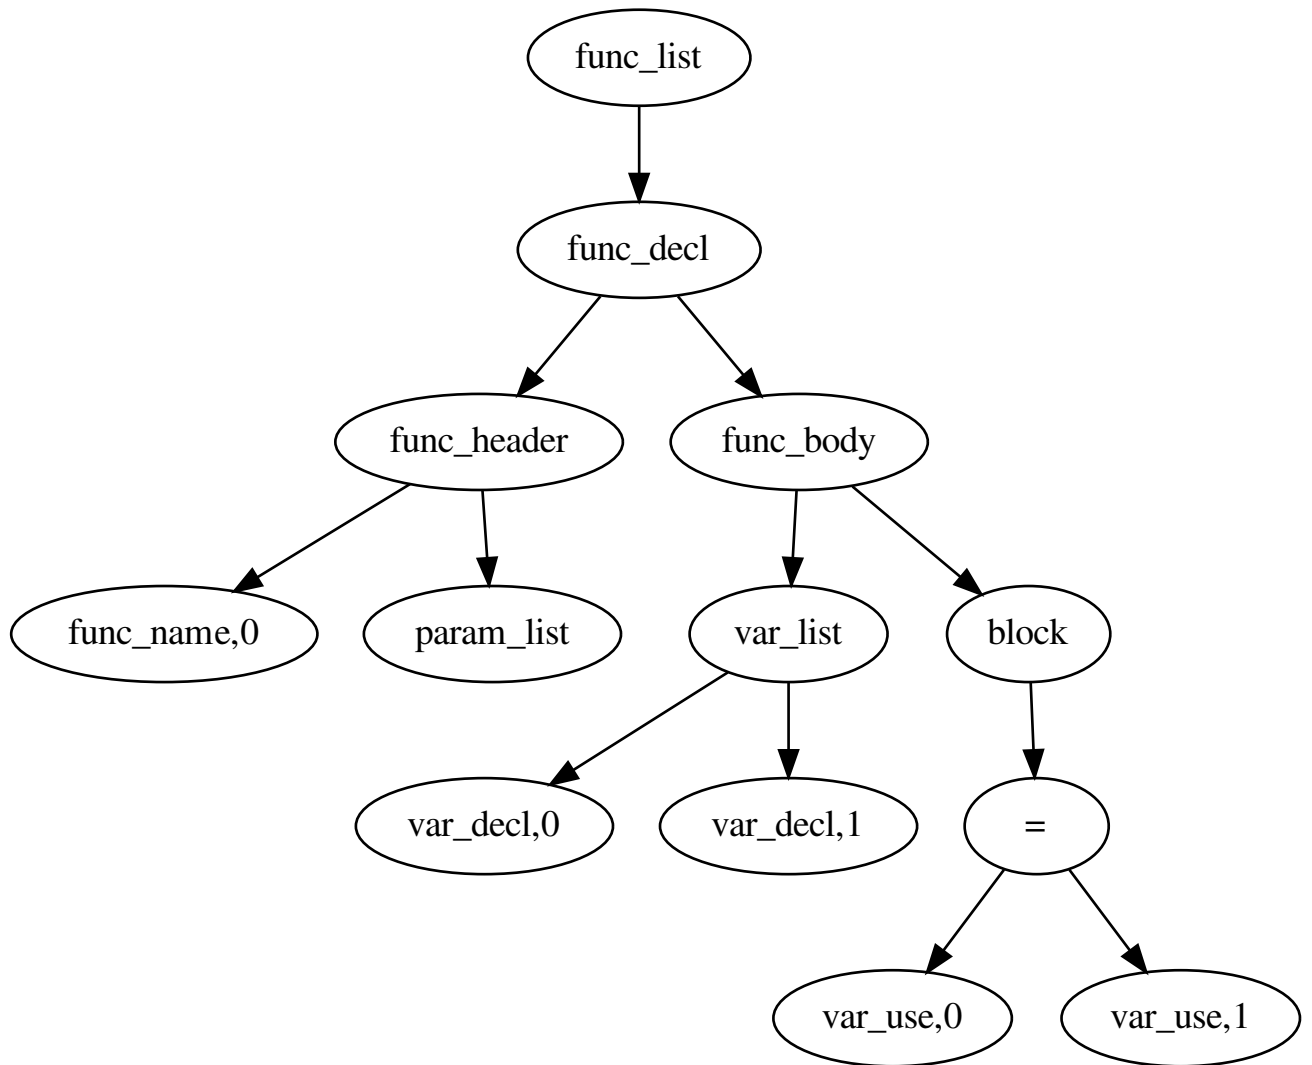 func_list
func_decl
func_header
func_body
func_name,0
param_list
var_list
block
var_decl,0
var_decl,1
=
var_use,0
var_use,1